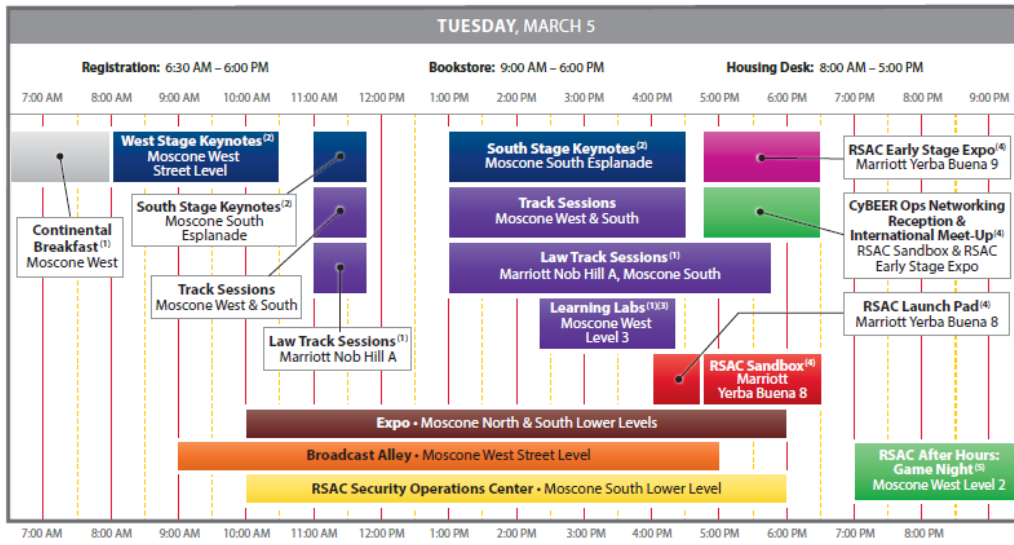 TUESDAY, MARCH 5
Registration: 6:30 AM – 6:00 PM
Bookstore: 9:00 AM – 6:00 PM
Housing Desk: 8:00 AM – 5:00 PM
7:00 AM 8:00 AM 9:00 AM 10:00 AM 11:00 AM 12:00 PM 1:00 PM 2:00 PM 3:00 PM 4:00 PM 5:00 PM 6:00 PM 7:00 PM 8:00 PM 9:00 PM
West Stage Keynotes(2)
Moscone West
Street Level
South Stage Keynotes(2)
Moscone South Esplanade
RSAC Early Stage Expo(4)
Marriott Yerba Buena 9
South Stage Keynotes(2)
Moscone South
Esplanade
Track Sessions
Moscone West & South
CyBEER Ops Networking
Reception &
International Meet-Up(4)
RSAC Sandbox & RSAC
Early Stage Expo
Continental
Breakfast(1)
Moscone West
Law Track Sessions(1)
Marriott Nob Hill A, Moscone South
Track Sessions
Moscone West & South
Learning Labs(1)(3)
Moscone West
Level 3
RSAC Launch Pad(4)
Marriott Yerba Buena 8
Law Track Sessions(1)
Marriott Nob Hill A
RSAC Sandbox(4)
Marriott
Yerba Buena 8
Expo • Moscone North & South Lower Levels
Broadcast Alley • Moscone West Street Level
RSAC After Hours:
Game Night(5)
Moscone West Level 2
RSAC Security Operations Center • Moscone South Lower Level
7:00 AM 8:00 AM 9:00 AM 10:00 AM 11:00 AM 12:00 PM 1:00 PM 2:00 PM 3:00 PM 4:00 PM 5:00 PM 6:00 PM 7:00 PM 8:00 PM